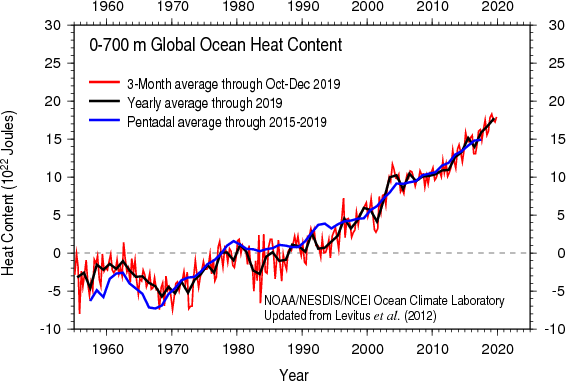 1960 1970 1980 1990 2000 2010 2020
30 30
0-700 m Global Ocean Heat Content
25 25
3-Month average through Oct-Dec 2019
20 20
Yearly average through 2019
Pentadal average through 2015-2019
15 15
10 10
5 5
0 0
-5 -5
NOAA/NESDIS/NCEI Ocean Climate Laboratory
Updated from Levitus et al. (2012)
-10 -10
1960 1970 1980 1990 2000 2010 2020
Year
Heat Content (10²² Joules)